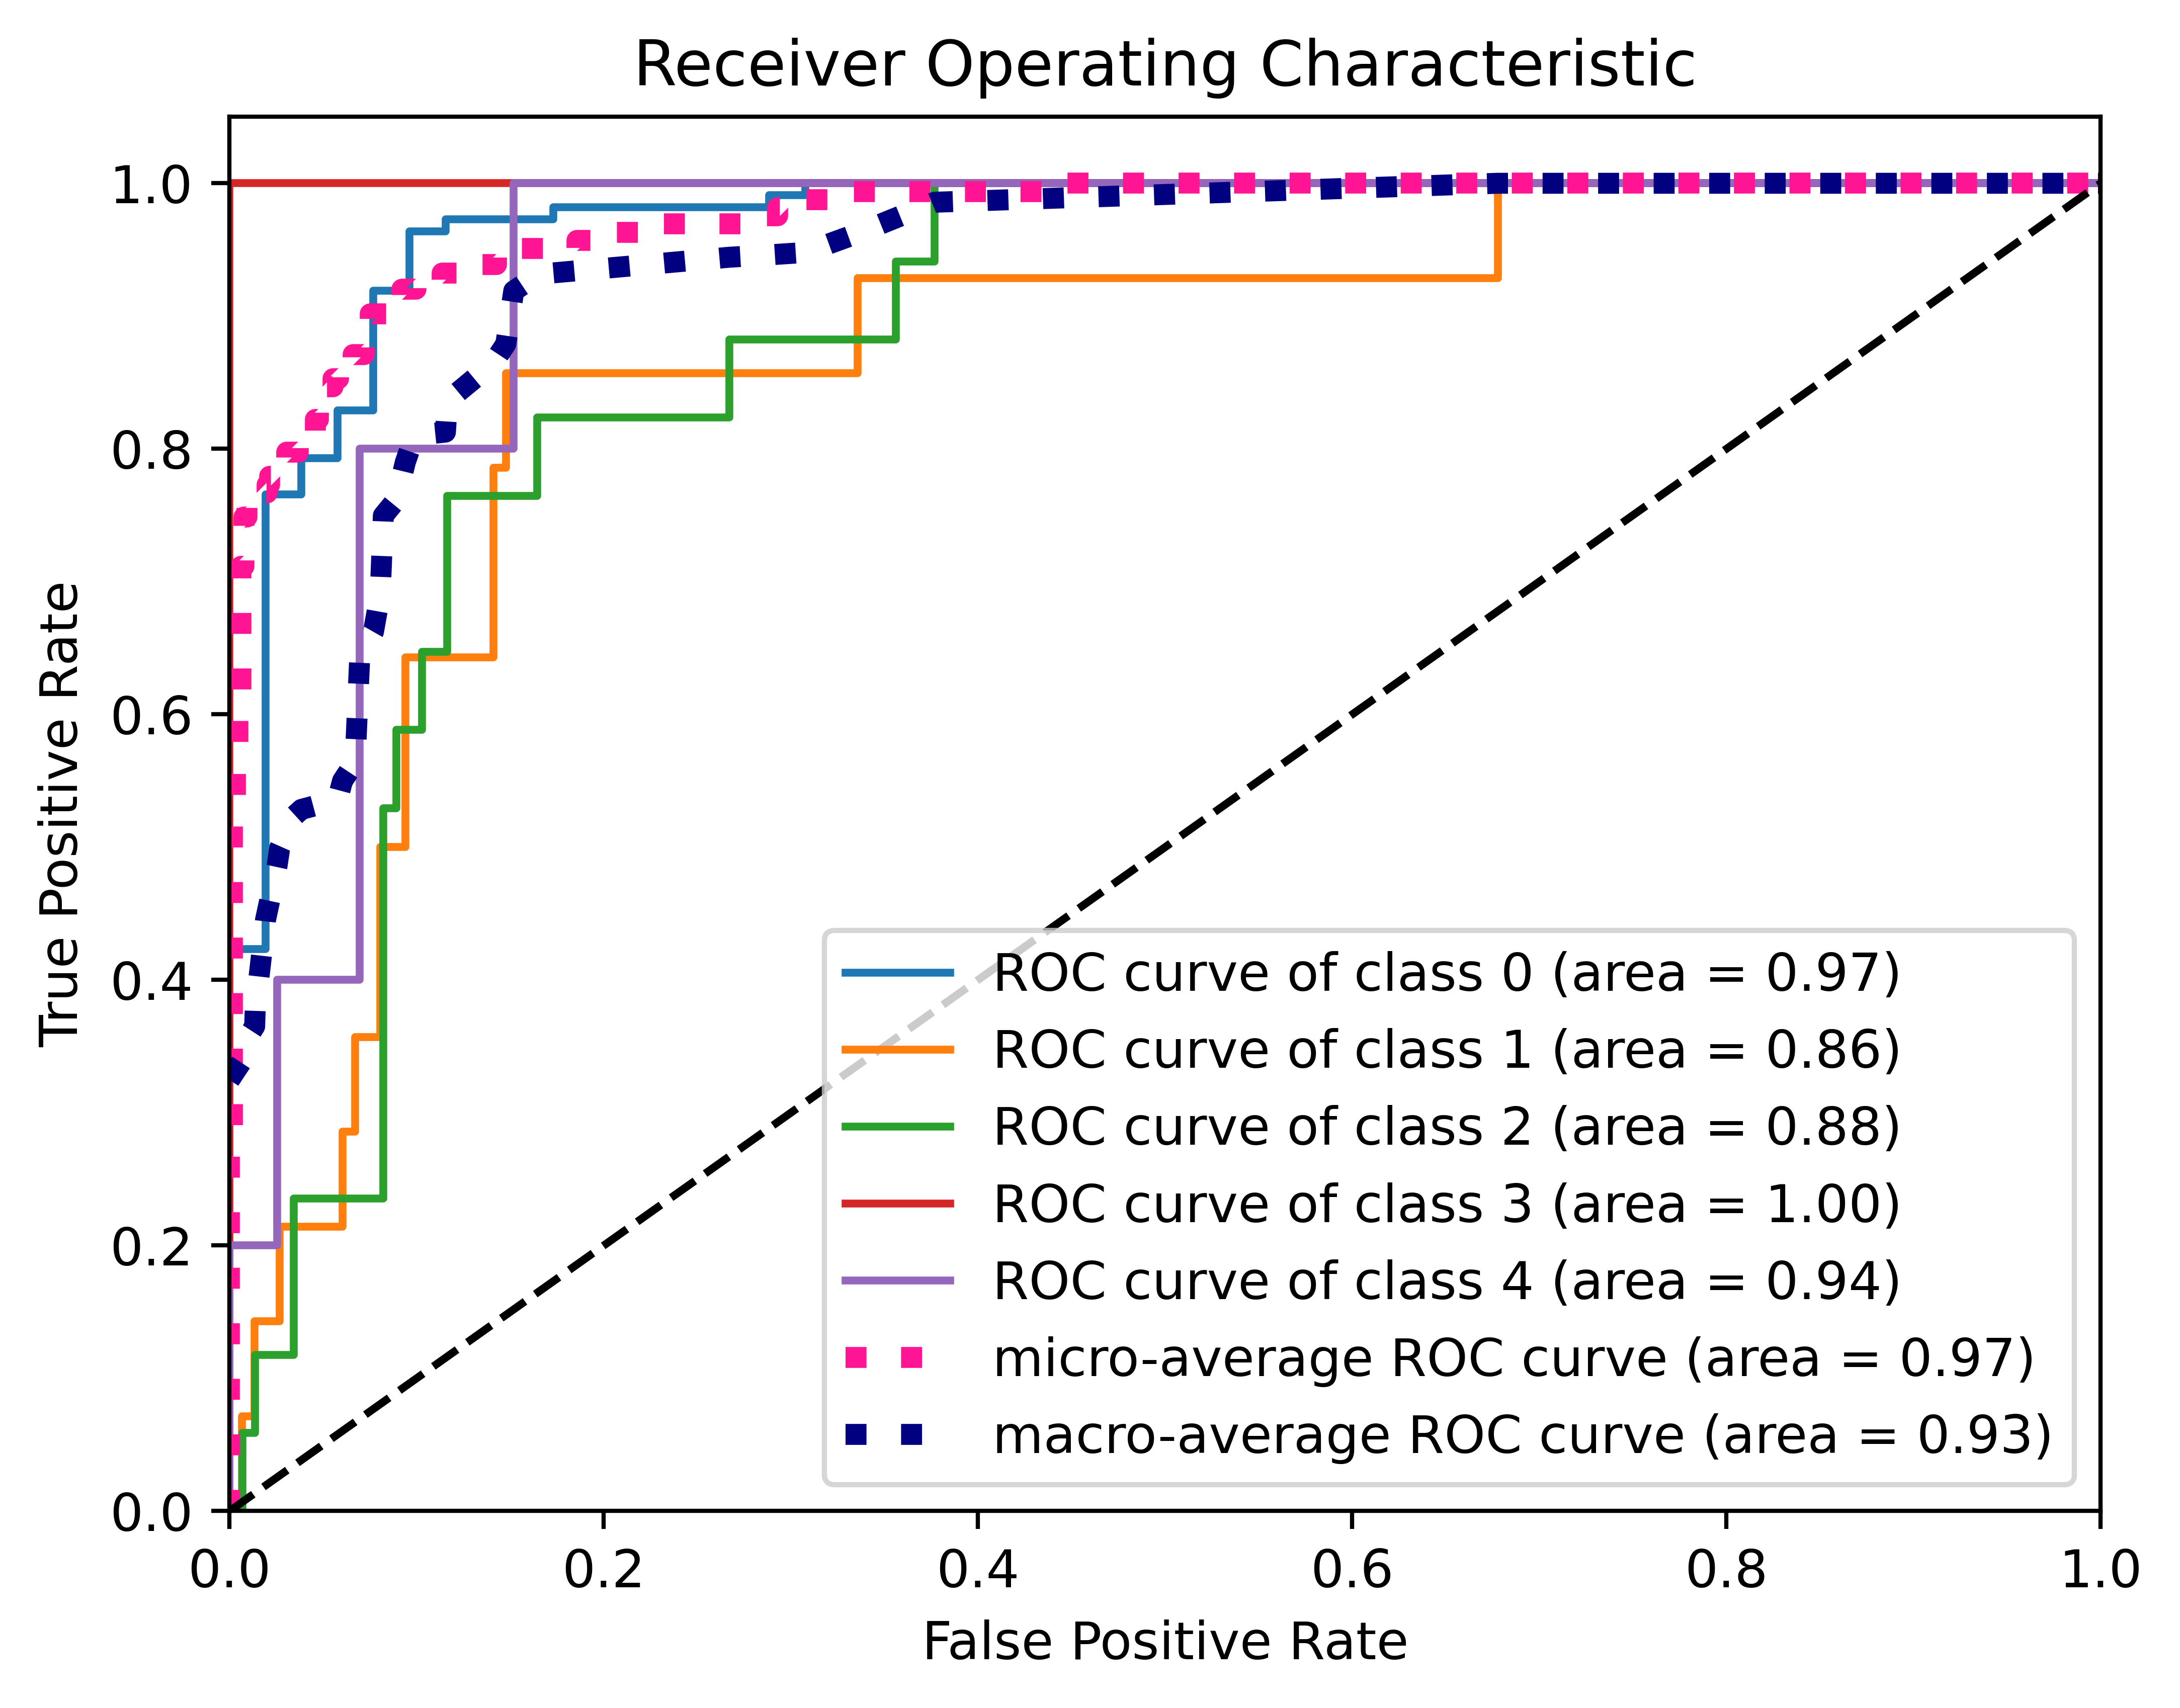 Receiver Operating Characteristic
1.0
0.8
0.6
0.4
0.2
0.0
True Positive Rate
ROC curve of class 0 (area = 0.97)
ROC curve of class 1 (area = 0.86)
ROC curve of class 2 (area = 0.88)
ROC curve of class 3 (area = 1.00)
ROC curve of class 4 (area = 0.94)
micro-average ROC curve (area = 0.97)
macro-average ROC curve (area = 0.93)
0.0 0.2 0.4 0.6 0.8 1.0
False Positive Rate